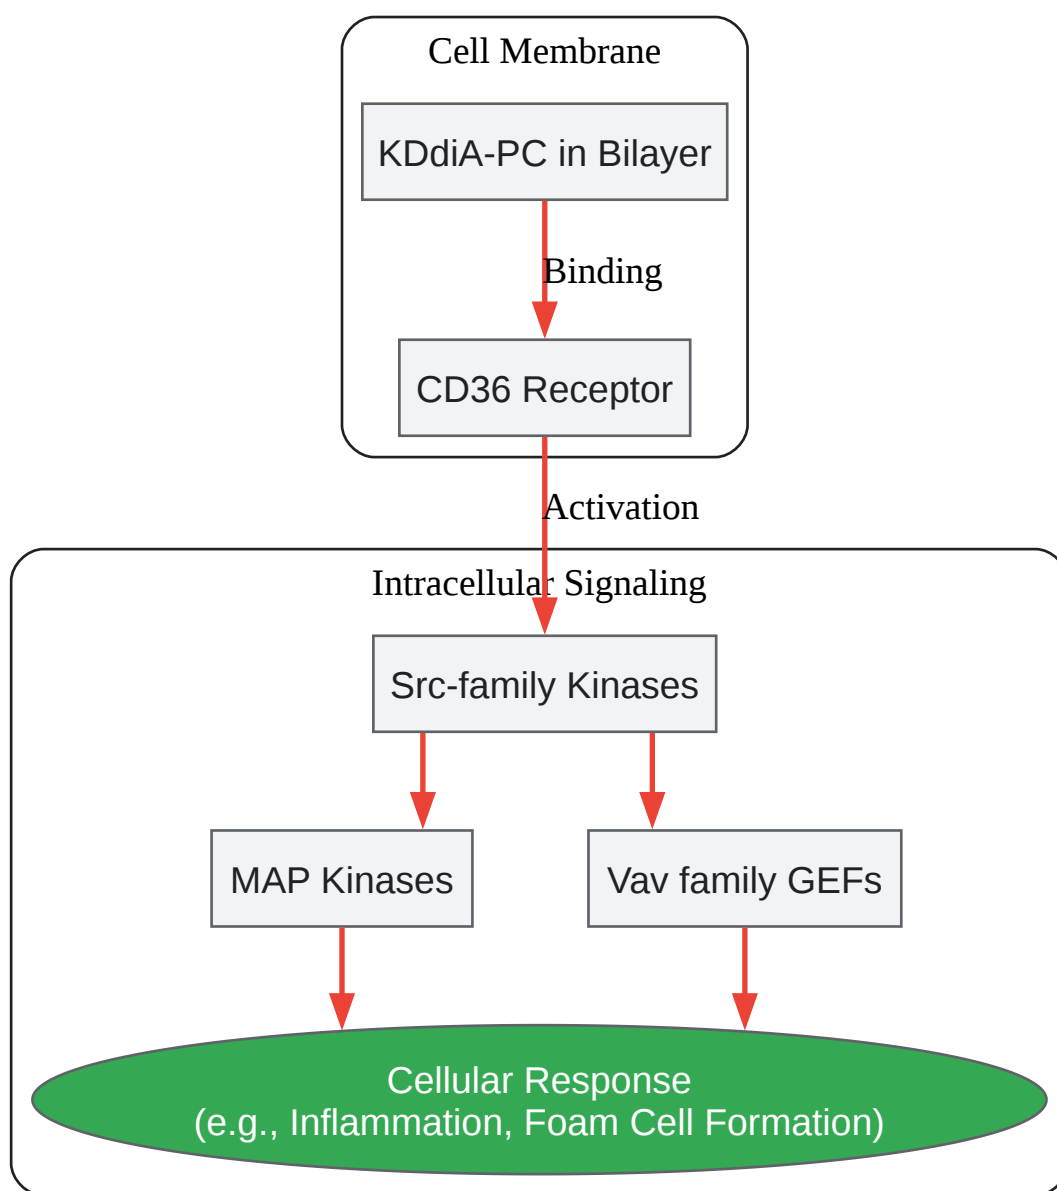 Cell Membrane
KDdiA-PC in Bilayer
Binding
CD36 Receptor
Activation
Intracellular Signaling
Src-family Kinases
MAP Kinases
Vav family GEFs
Cellular Response
(e.g., Inflammation, Foam Cell Formation)